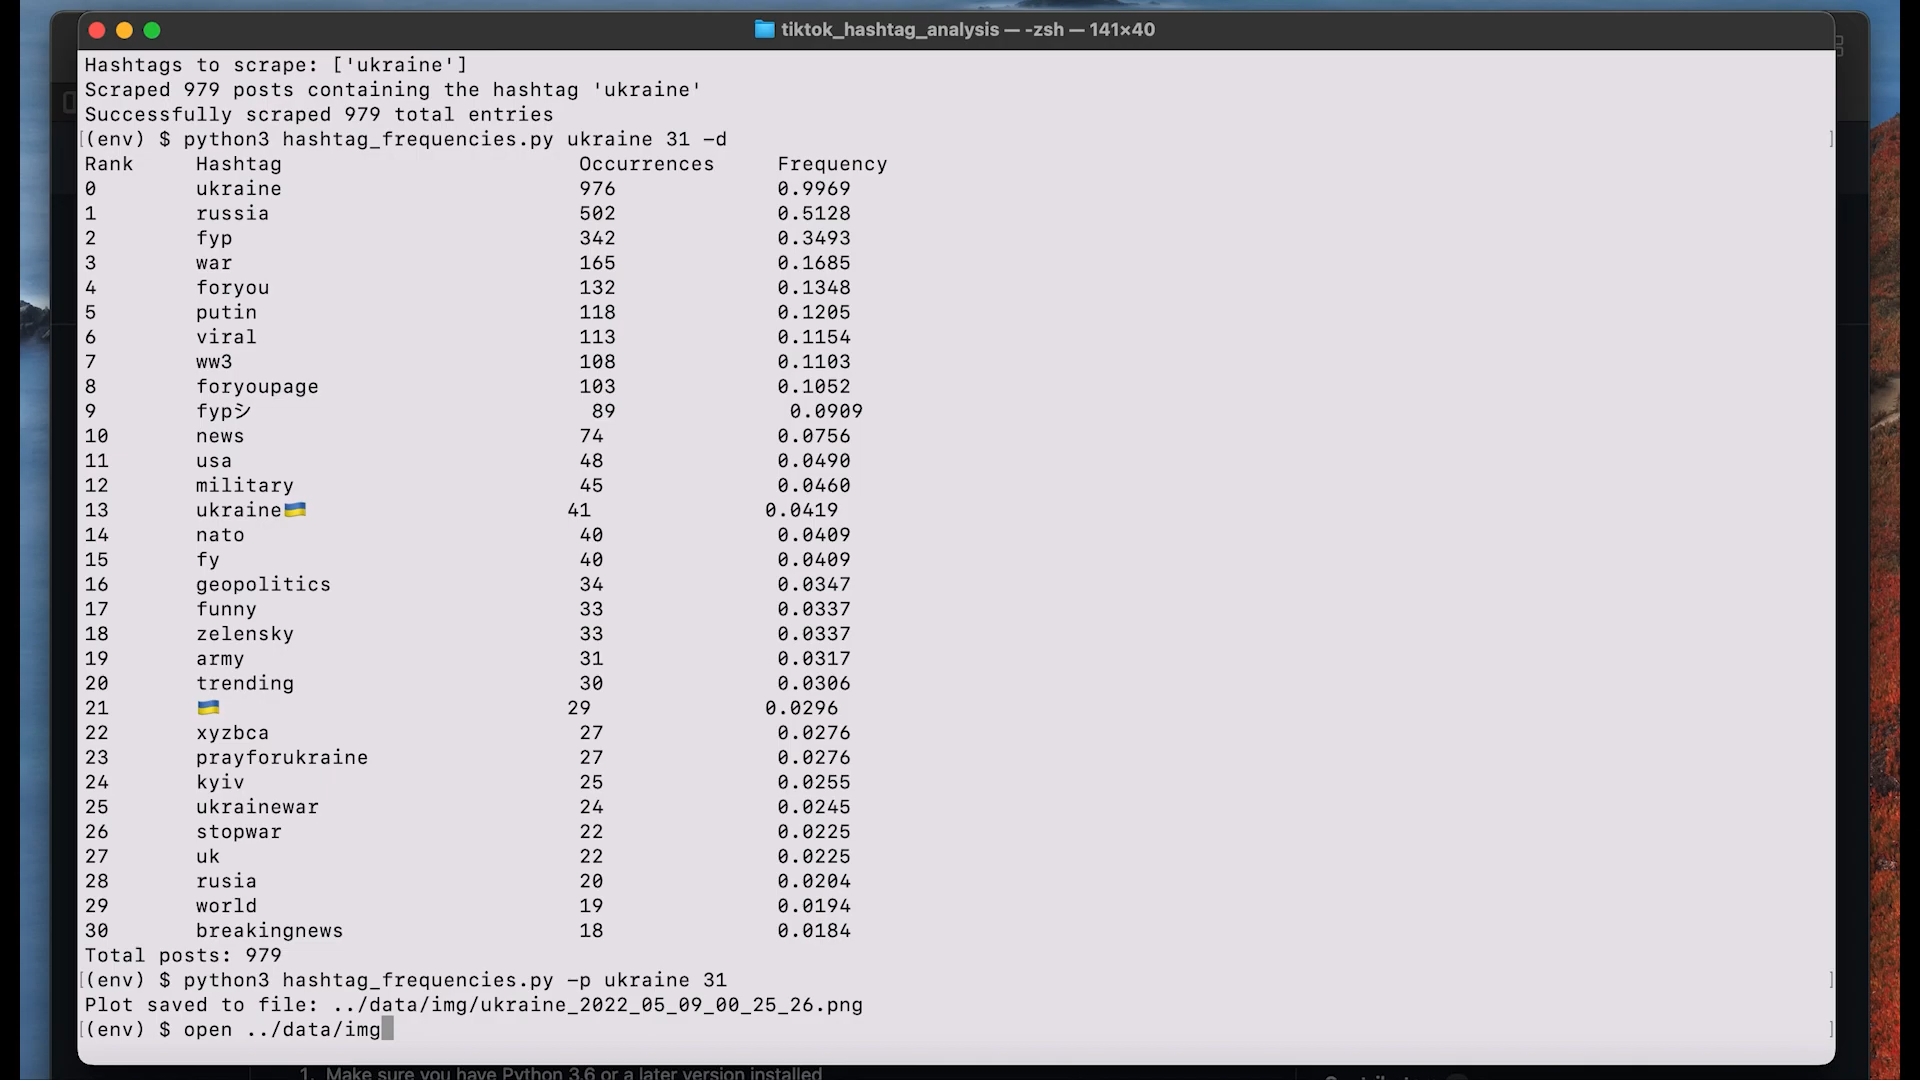 tiktok_hashtag_analysis — -zsh — 141×40
Hashtags to scrape: ['ukraine']
Scraped 979 posts containing the hashtag 'ukraine'
Successfully scraped 979 total entries
[(env) $ python3 hashtag_frequencies.py ukraine 31 -d ]
Rank Hashtag Occurrences Frequency
0 ukraine 976 0.9969
1 russia 502 0.5128
2 fyp 342 0.3493
3 war 165 0.1685
4 foryou 132 0.1348
5 putin 118 0.1205
6 viral 113 0.1154
7 ww3 108 0.1103
8 foryoupage 103 0.1052
9 fypシ 89 0.0909
10 news 74 0.0756
11 usa 48 0.0490
12 military 45 0.0460
13 ukraine🇺🇦 41 0.0419
14 nato 40 0.0409
15 fy 40 0.0409
16 geopolitics 34 0.0347
17 funny 33 0.0337
18 zelensky 33 0.0337
19 army 31 0.0317
20 trending 30 0.0306
21 🇺🇦 29 0.0296
22 xyzbca 27 0.0276
23 prayforukraine 27 0.0276
24 kyiv 25 0.0255
25 ukrainewar 24 0.0245
26 stopwar 22 0.0225
27 uk 22 0.0225
28 rusia 20 0.0204
29 world 19 0.0194
30 breakingnews 18 0.0184
Total posts: 979
[(env) $ python3 hashtag_frequencies.py -p ukraine 31 ]
Plot saved to file: ../data/img/ukraine_2022_05_09_00_25_26.png
[(env) $ open ../data/img ]
1. Make sure you have Python 3.6 or a later version installed